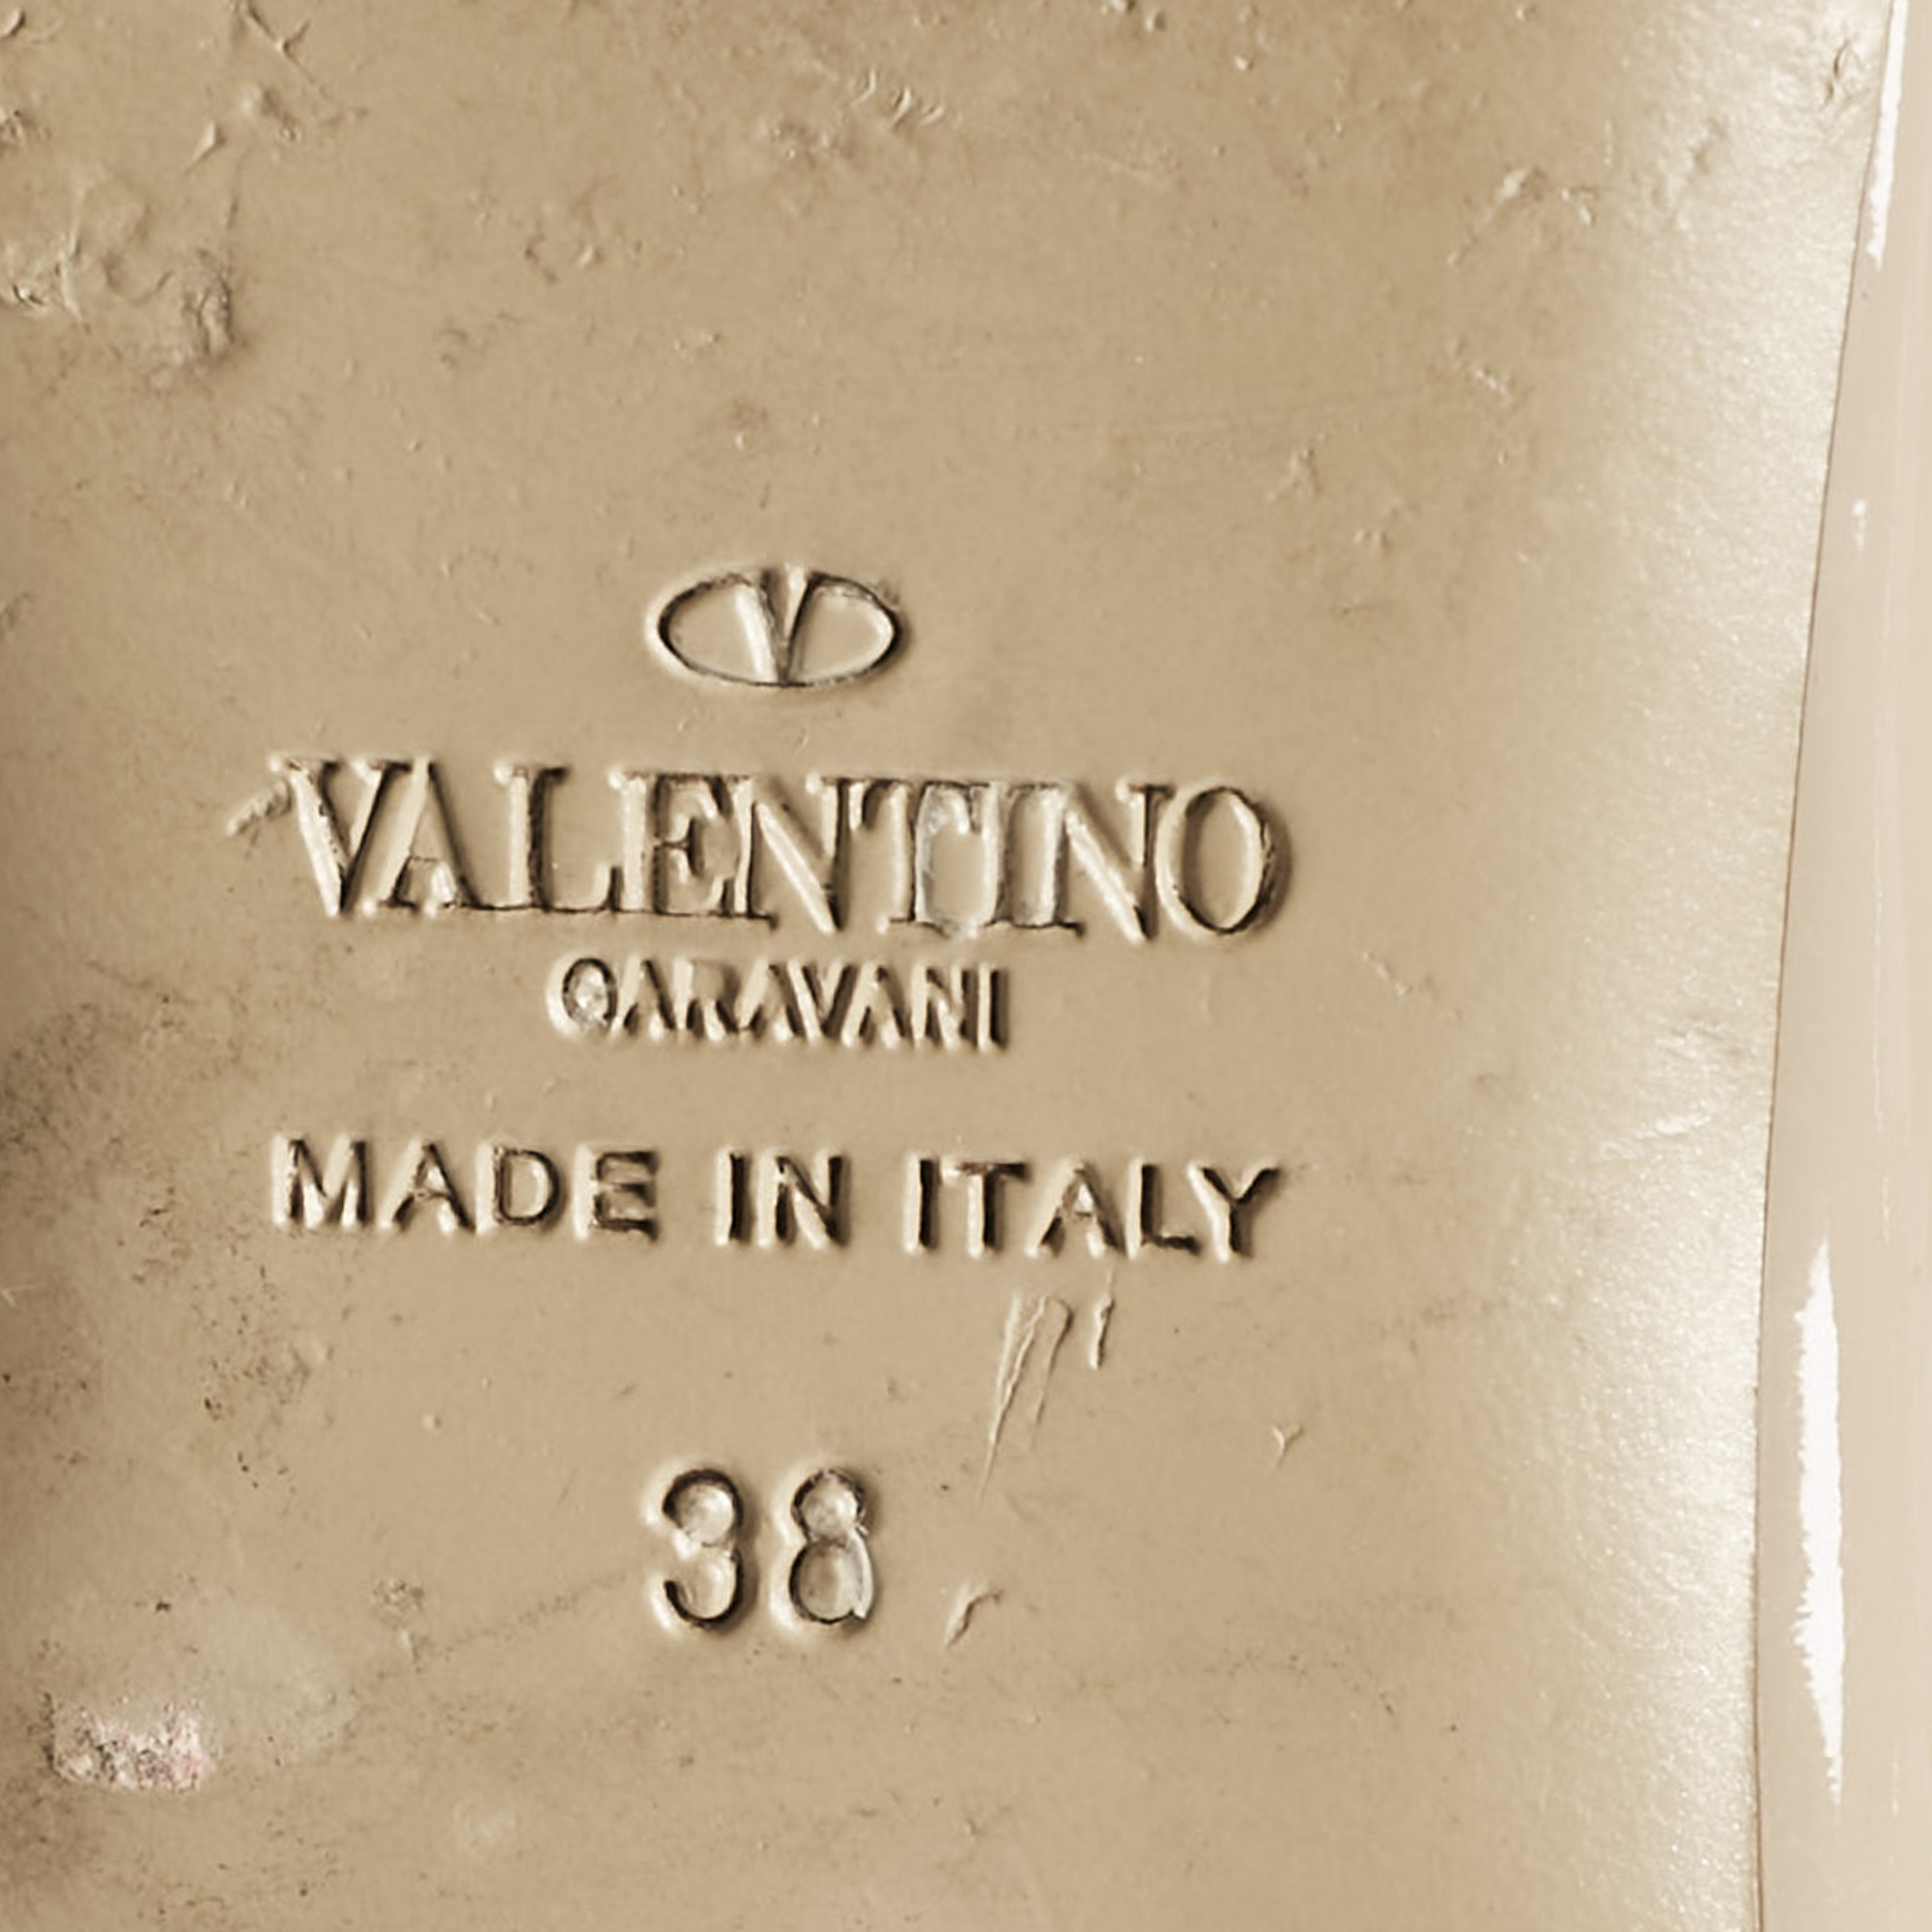 VALENTINO
GARAVANI
MADE IN ITALY
38